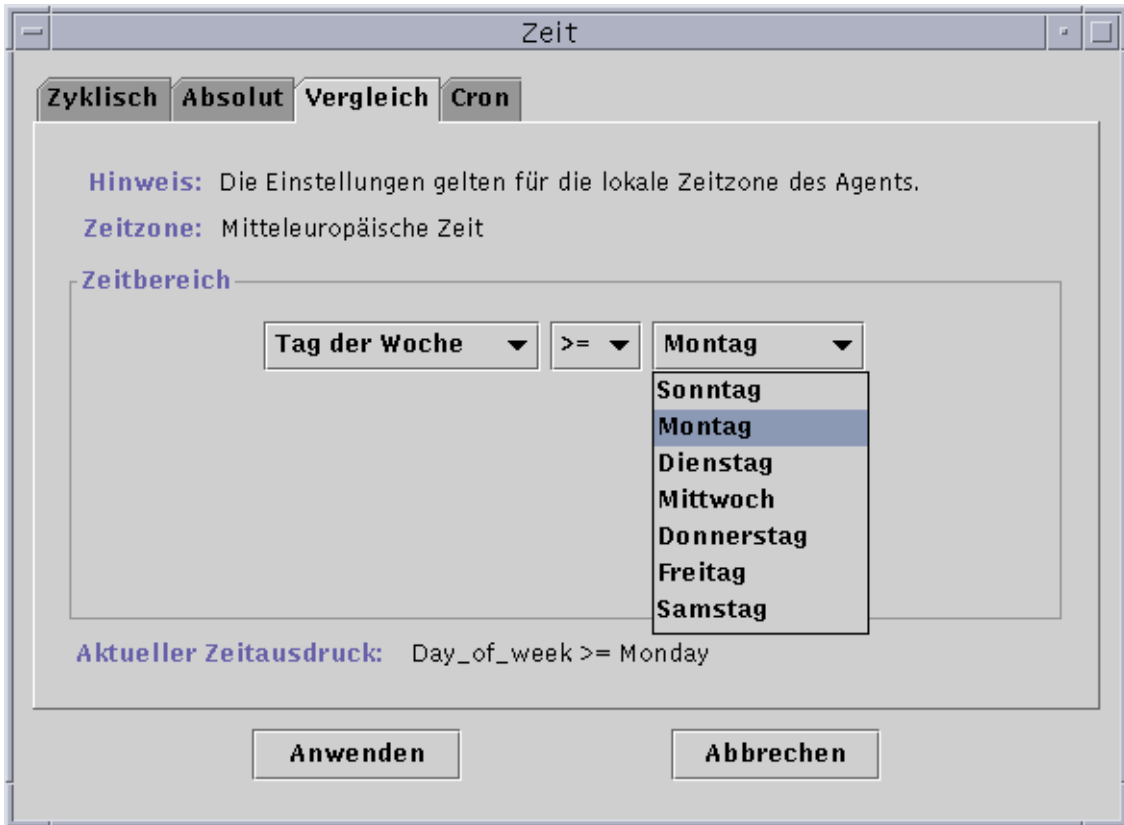 Zeit
Zyklisch Absolut Vergleich Cron
Hinweis: Die Einstellungen gelten für die lokale Zeitzone des Agents.
Zeitzone: Mitteleuropäische Zeit
Zeitbereich
Tag der Woche >= Montag
Sonntag
Montag
Dienstag
Mittwoch
Donnerstag
Freitag
Samstag
Aktueller Zeitausdruck: Day_of_week >= Monday
Anwenden Abbrechen